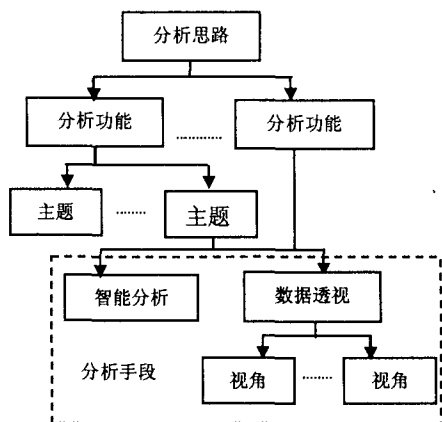 分析思路
分析功能 ............ 分析功能
主题 ........ 主题
智能分析 数据透视
分析手段 视角 ........ 视角